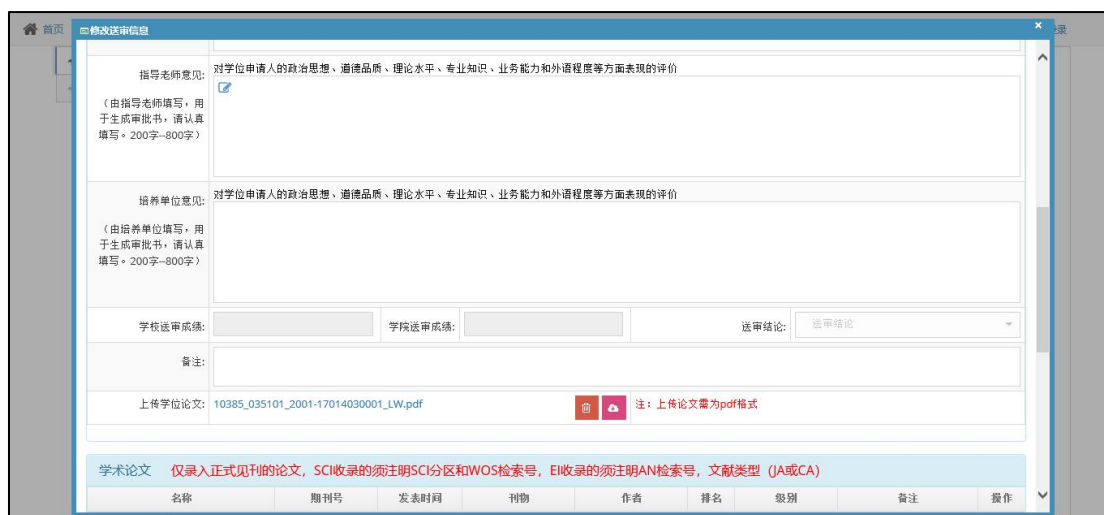 首页
修改送审信息
×
登录
指导老师意见:
对学位申请人的政治思想、道德品质、理论水平、专业知识、业务能力和外语程度等方面表现的评价
（由指导老师填写，用
于生成审批书，请认真
填写。200字--800字）
培养单位意见:
对学位申请人的政治思想、道德品质、理论水平、专业知识、业务能力和外语程度等方面表现的评价
（由培养单位填写，用
于生成审批书，请认真
填写。200字--800字）
学校送审成绩: 学院送审成绩: 送审结论: 送审结论
备注:
上传学位论文: 10385_035101_2001-17014030001_LW.pdf 注：上传论文需为pdf格式
学术论文 仅录入正式见刊的论文，SCI收录的须注明SCI分区和WOS检索号，EI收录的须注明AN检索号，文献类型（JA或CA）
名称 期刊号 发表时间 刊物 作者 排名 级别 备注 操作